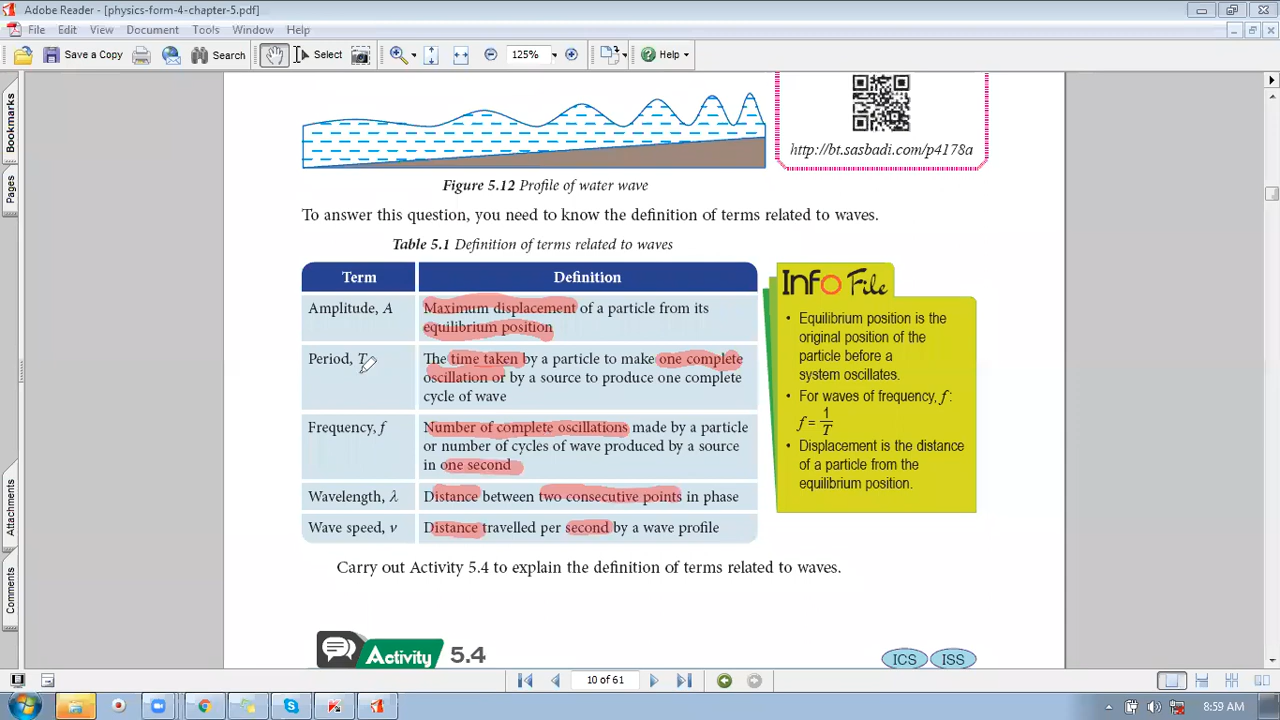 Adobe Reader - [physics-form-4-chapter-5.pdf]
File Edit View Document Tools Window Help
Save a Copy Search Select 125% Help
Bookmarks
Pages
Attachments
Comments
http://bt.sasbadi.com/p4178a
Figure 5.12 Profile of water wave
To answer this question, you need to know the definition of terms related to waves.
Table 5.1 Definition of terms related to waves
Term Definition
Amplitude, A Maximum displacement of a particle from its
equilibrium position
Period, T The time taken by a particle to make one complete
oscillation or by a source to produce one complete
cycle of wave
Frequency, f Number of complete oscillations made by a particle
or number of cycles of wave produced by a source
in one second
Wavelength, λ Distance between two consecutive points in phase
Wave speed, v Distance travelled per second by a wave profile
Info File
• Equilibrium position is the
original position of the
particle before a
system oscillates.
• For waves of frequency, f :
f = 1/T
• Displacement is the distance
of a particle from the
equilibrium position.
Carry out Activity 5.4 to explain the definition of terms related to waves.
Activity 5.4 ICS ISS
10 of 61
8:59 AM